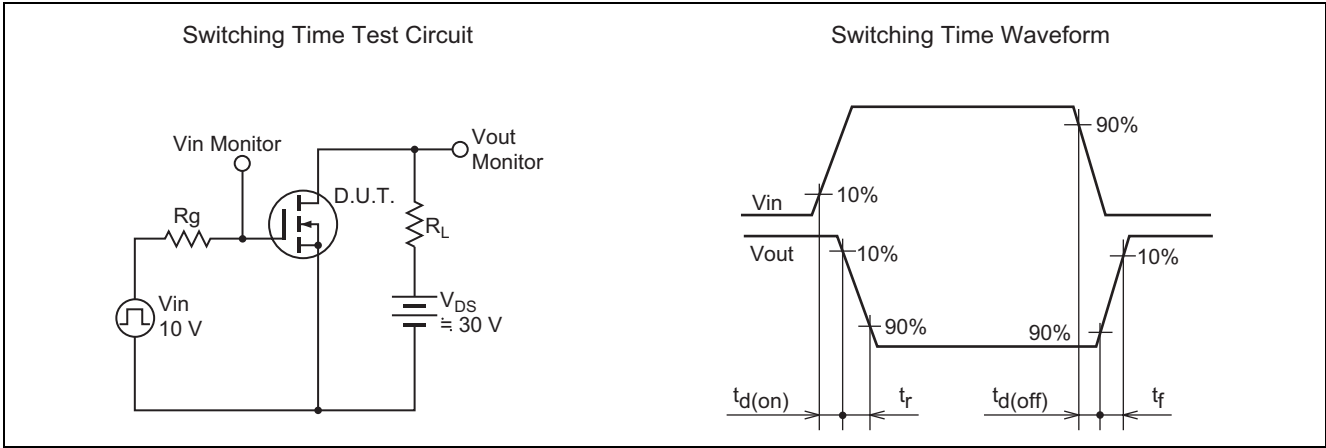 Switching Time Test Circuit
Vin Monitor
Rg
D.U.T.
Vout
Monitor
RL
Vin
10 V
VDS
≒ 30 V
Switching Time Waveform
Vin
10%
90%
Vout
10%
90%
90%
10%
td(on)
tr
td(off)
tf